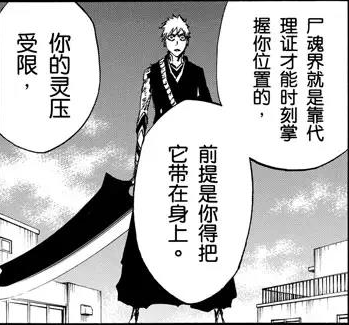 尸魂界就是靠代
理证才能时刻掌
握你位置的，
前提是你得把
它带在身上。
你的灵压
受限，